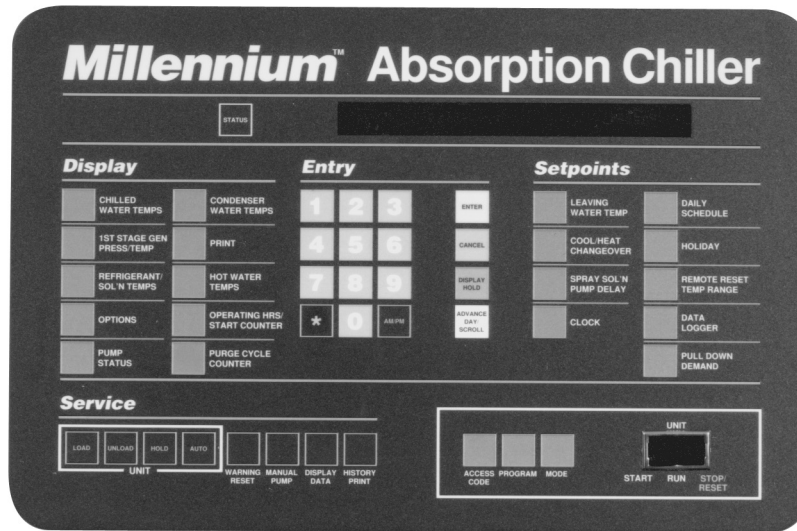 Millennium™ Absorption Chiller
STATUS
Display
CHILLED
WATER TEMPS
CONDENSER
WATER TEMPS
1ST STAGE GEN
PRESS/TEMP
PRINT
REFRIGERANT/
SOL'N TEMPS
HOT WATER
TEMPS
OPTIONS
OPERATING HRS/
START COUNTER
PUMP
STATUS
PURGE CYCLE
COUNTER
Entry
1 2 3
ENTER
4 5 6
CANCEL
7 8 9
DISPLAY
HOLD
* 0 AM/PM
ADVANCE
DAY/
SCROLL
Setpoints
LEAVING
WATER TEMP
DAILY
SCHEDULE
COOL/HEAT
CHANGEOVER
HOLIDAY
SPRAY SOL'N
PUMP DELAY
REMOTE RESET
TEMP RANGE
CLOCK
DATA
LOGGER
PULL DOWN
DEMAND
Service
LOAD UNLOAD HOLD AUTO
UNIT
WARNING
RESET
MANUAL
PUMP
DISPLAY
DATA
HISTORY
PRINT
ACCESS
CODE
PROGRAM
MODE
UNIT
START RUN STOP/
RESET